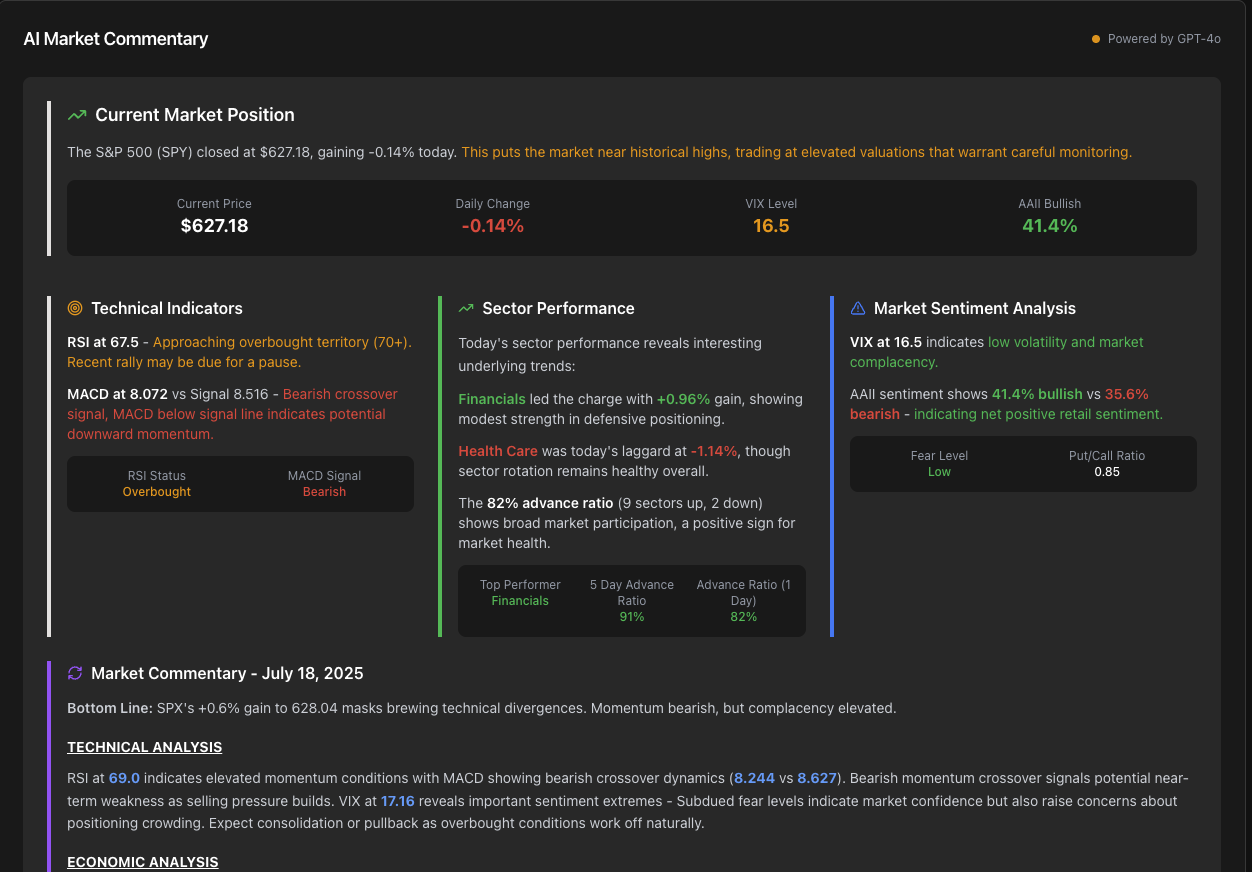 AI Market Commentary
Powered by GPT-4o
Current Market Position
The S&P 500 (SPY) closed at $627.18, gaining -0.14% today. This puts the market near historical highs, trading at elevated valuations that warrant careful monitoring.
Current Price
$627.18
Daily Change
-0.14%
VIX Level
16.5
AAII Bullish
41.4%
Technical Indicators
RSI at 67.5 - Approaching overbought territory (70+).
Recent rally may be due for a pause.
MACD at 8.072 vs Signal 8.516 - Bearish crossover
signal, MACD below signal line indicates potential
downward momentum.
RSI Status
Overbought
MACD Signal
Bearish
Sector Performance
Today's sector performance reveals interesting
underlying trends:
Financials led the charge with +0.96% gain, showing
modest strength in defensive positioning.
Health Care was today's laggard at -1.14%, though
sector rotation remains healthy overall.
The 82% advance ratio (9 sectors up, 2 down)
shows broad market participation, a positive sign for
market health.
Top Performer
Financials
5 Day Advance
Ratio
91%
Advance Ratio (1
Day)
82%
Market Sentiment Analysis
VIX at 16.5 indicates low volatility and market
complacency.
AAII sentiment shows 41.4% bullish vs 35.6%
bearish - indicating net positive retail sentiment.
Fear Level
Low
Put/Call Ratio
0.85
Market Commentary - July 18, 2025
Bottom Line: SPX's +0.6% gain to 628.04 masks brewing technical divergences. Momentum bearish, but complacency elevated.
TECHNICAL ANALYSIS
RSI at 69.0 indicates elevated momentum conditions with MACD showing bearish crossover dynamics (8.244 vs 8.627). Bearish momentum crossover signals potential near-
term weakness as selling pressure builds. VIX at 17.16 reveals important sentiment extremes - Subdued fear levels indicate market confidence but also raise concerns about
positioning crowding. Expect consolidation or pullback as overbought conditions work off naturally.
ECONOMIC ANALYSIS